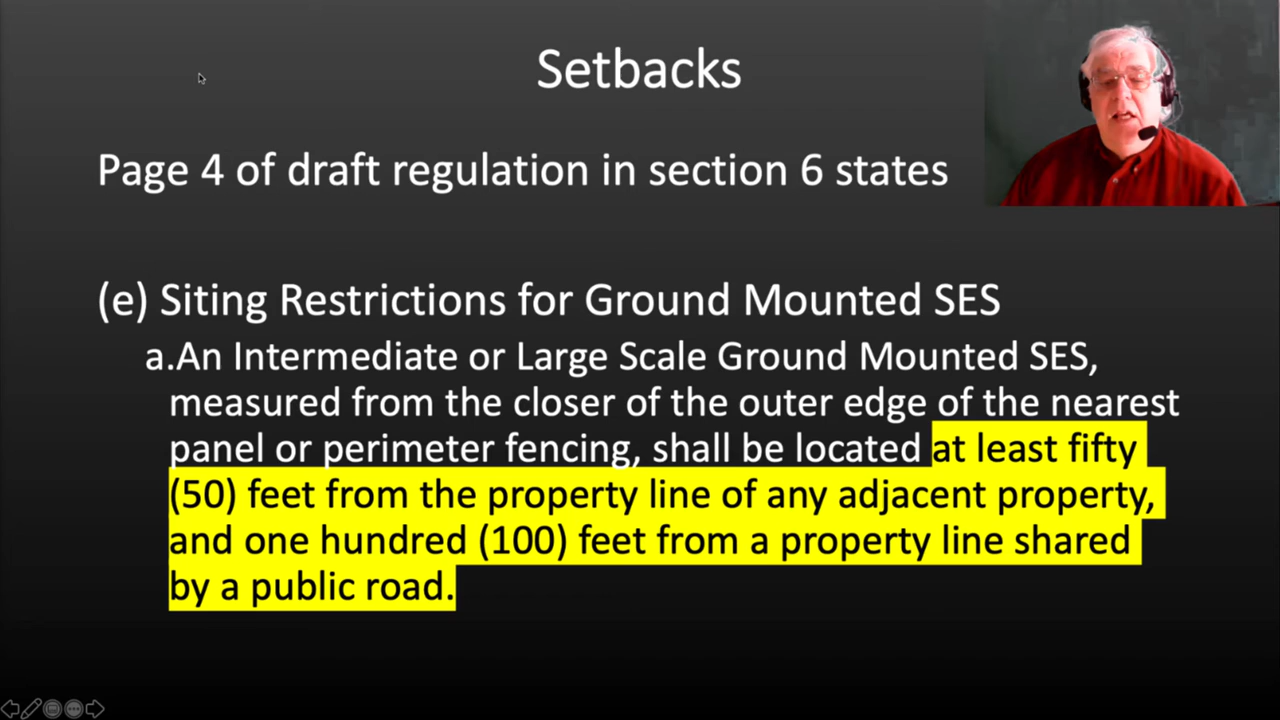 Setbacks
Page 4 of draft regulation in section 6 states
(e) Siting Restrictions for Ground Mounted SES
a.An Intermediate or Large Scale Ground Mounted SES,
measured from the closer of the outer edge of the nearest
panel or perimeter fencing, shall be located at least fifty
(50) feet from the property line of any adjacent property,
and one hundred (100) feet from a property line shared
by a public road.